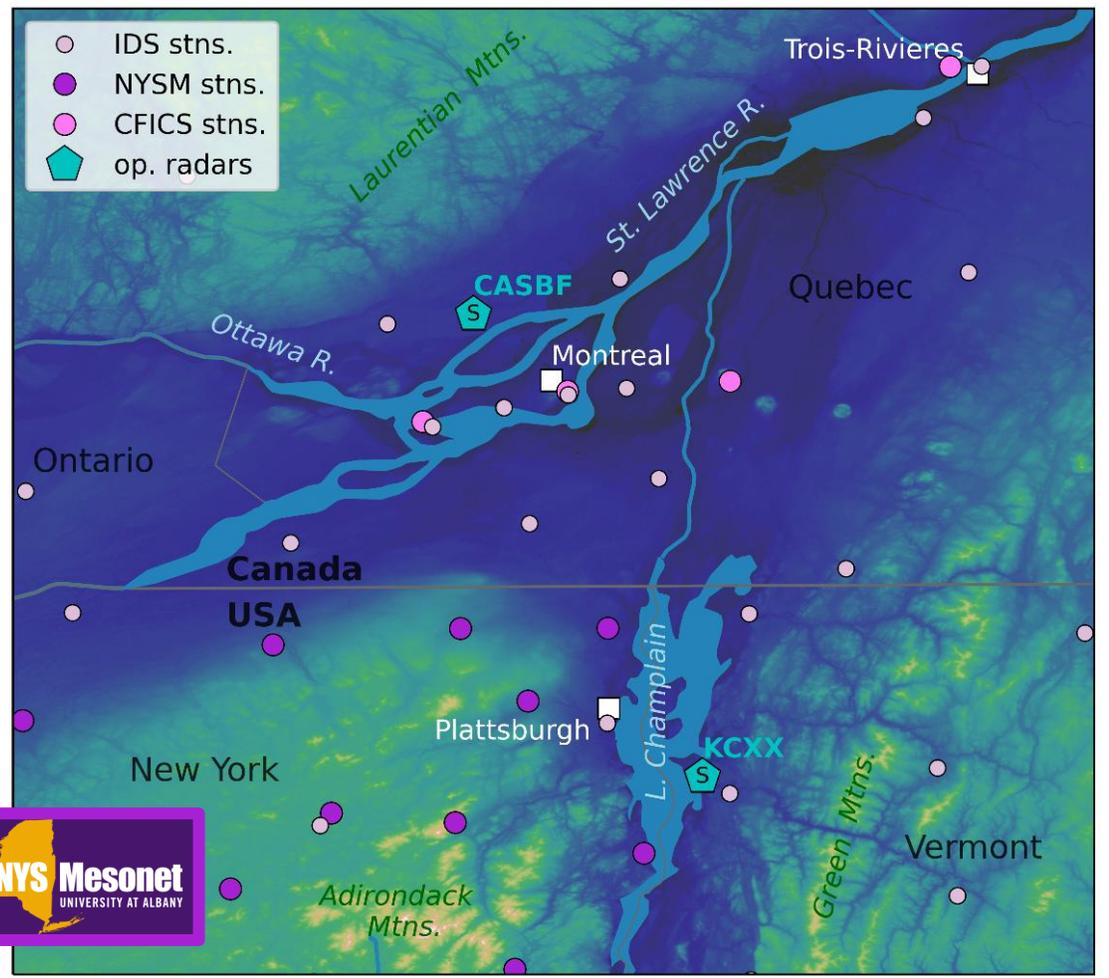 IDS stns.
NYSM stns.
CFICS stns.
op. radars
Laurentian Mtns.
Trois-Rivieres
St. Lawrence R.
CASBF
S
Quebec
Ottawa R.
Montreal
Ontario
Canada
USA
L. Champlain
Plattsburgh
KCXX
S
New York
Green Mtns.
Vermont
Adirondack
Mtns.
NYS Mesonet
UNIVERSITY AT ALBANY